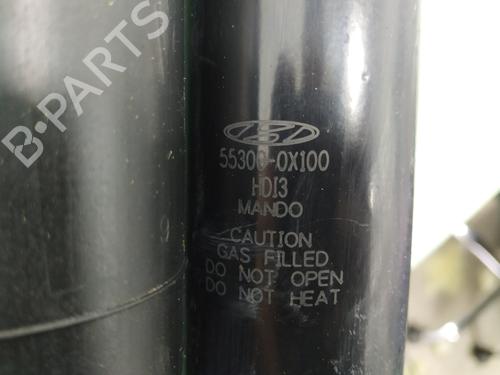 55300-0X100
HDI3
MANDO
CAUTION
GAS FILLED
DO NOT OPEN
DO NOT HEAT
B-PARTS